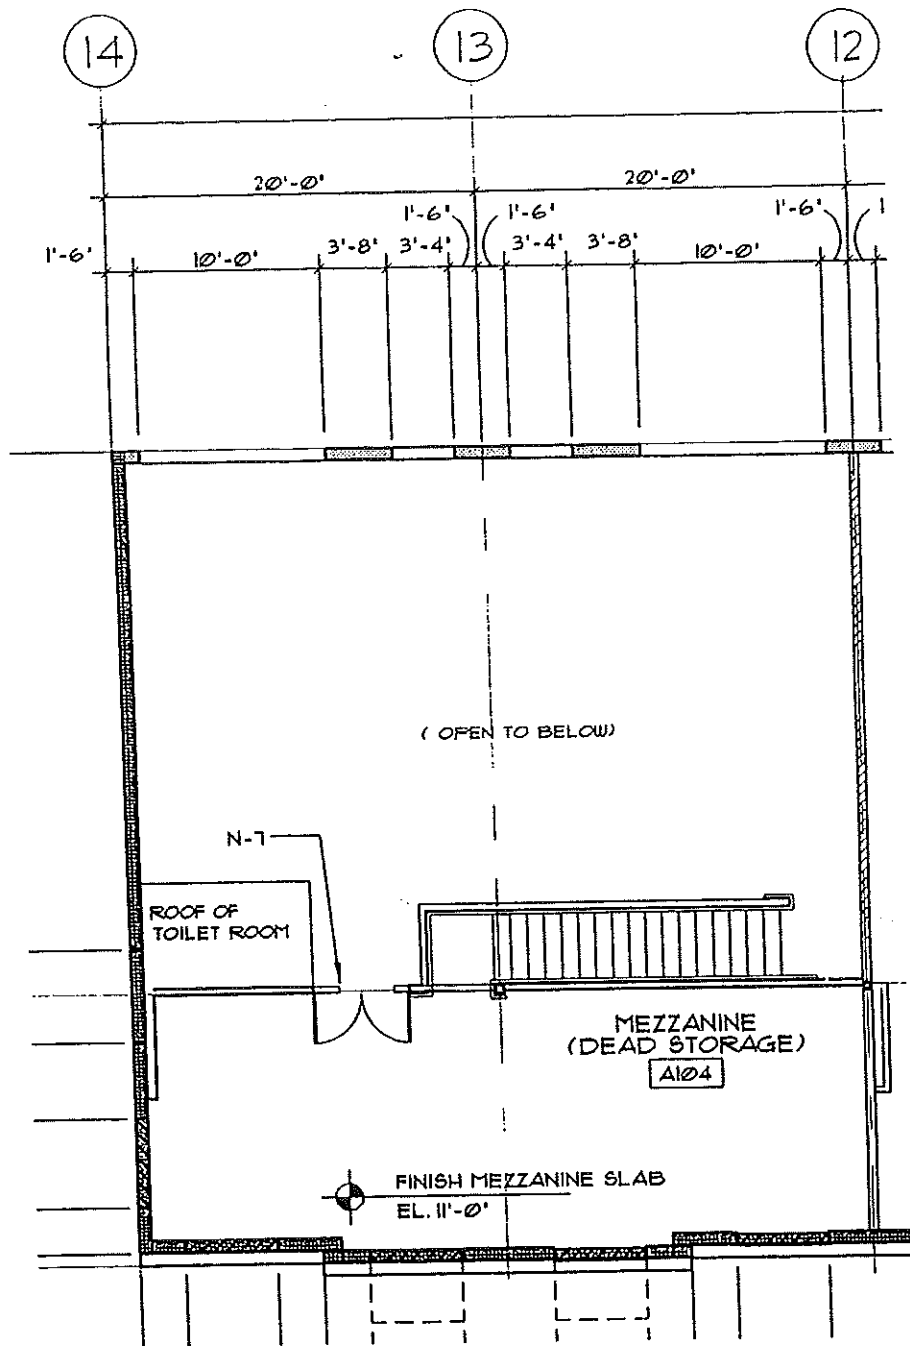 14 13 12
20'-0' 20'-0'
1'-6' 1'-6' 1'-6' 1
1'-6' 10'-0' 3'-8' 3'-4' 3'-4' 3'-8' 10'-0'
( OPEN TO BELOW)
N-7
ROOF OF
TOILET ROOM
MEZZANINE
(DEAD STORAGE)
A104
FINISH MEZZANINE SLAB
EL. 11'-0'